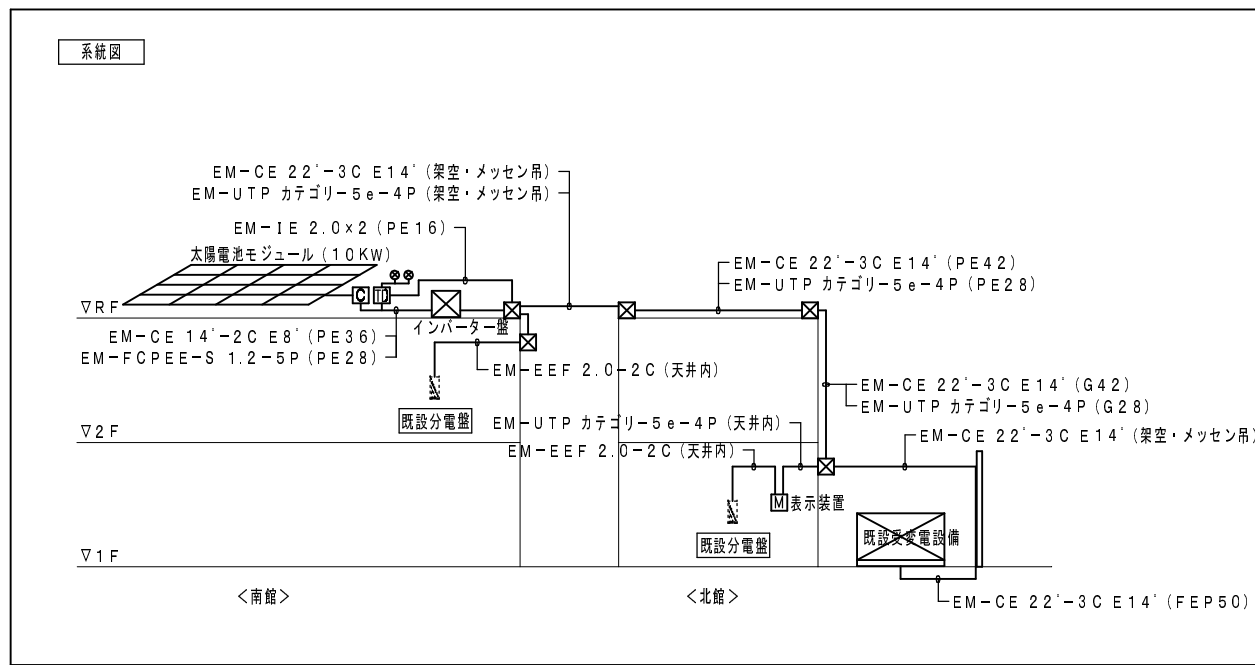 系統図
EM-CE 22゜-3C E14゜(架空・メッセン吊)
EM-UTP カテゴリ-5e-4P (架空・メッセン吊)
EM-IE 2.0×2 (PE16)
太陽電池モジュール (10KW)
EM-CE 22゜-3C E14゜(PE42)
EM-UTP カテゴリ-5e-4P (PE28)
C
▽RF
インバーター盤
EM-CE 14゜-2C E8゜(PE36)
EM-FCPEE-S 1.2-5P (PE28)
EM-EEF 2.0-2C (天井内)
EM-CE 22゜-3C E14゜(G42)
EM-UTP カテゴリ-5e-4P (G28)
既設分電盤
EM-UTP カテゴリ-5e-4P (天井内)
EM-CE 22゜-3C E14゜(架空・メッセン吊)
▽2F
EM-EEF 2.0-2C (天井内)
M 表示装置
既設受変電設備
既設分電盤
▽1F
<南館>
<北館>
EM-CE 22゜-3C E14゜(FEP50)